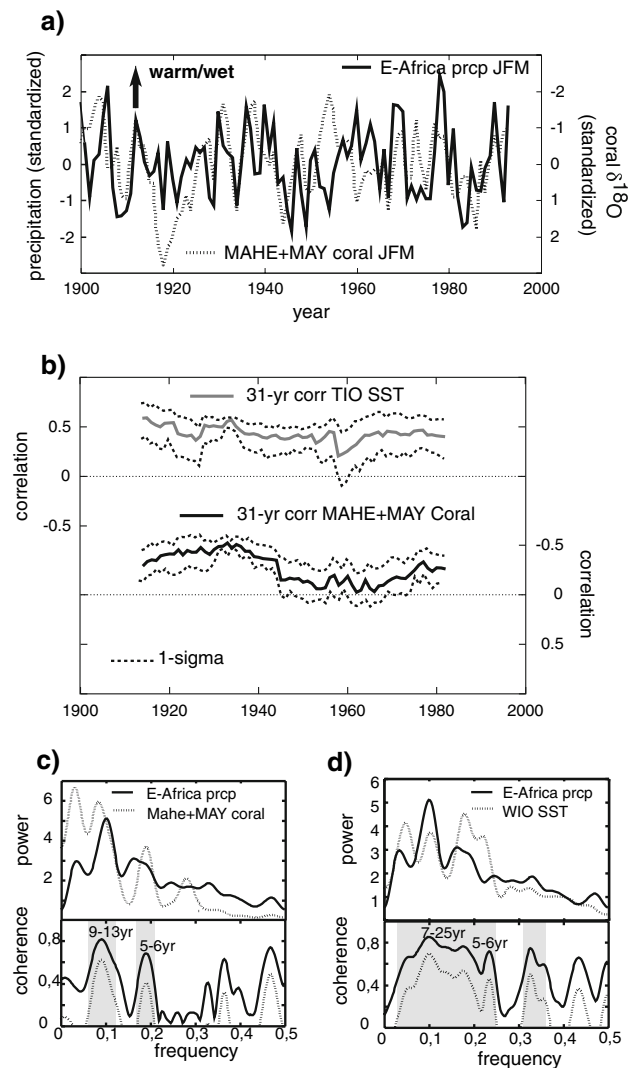 a)
warm/wet
E-Africa prcp JFM
MAHE+MAY coral JFM
precipitation (standardized)
2
1
0
-1
-2
-2
-1
0
1
2
coral δ18O
(standardized)
1900 1920 1940 1960 1980 2000
year
b)
31-yr corr TIO SST
correlation
0.5
0
-0.5
31-yr corr MAHE+MAY Coral
-0.5
0
0.5
correlation
1-sigma
1900 1920 1940 1960 1980 2000
c)
E-Africa prcp
Mahe+MAY coral
power
6
4
2
coherence
0,8
0,4
0
9-13yr
5-6yr
0 0,1 0,2 0,3 0,4 0,5
frequency
d)
E-Africa prcp
WIO SST
power
6
5
4
3
2
1
coherence
0,8
0,4
0
7-25yr
5-6yr
0 0,1 0,2 0,3 0,4 0,5
frequency